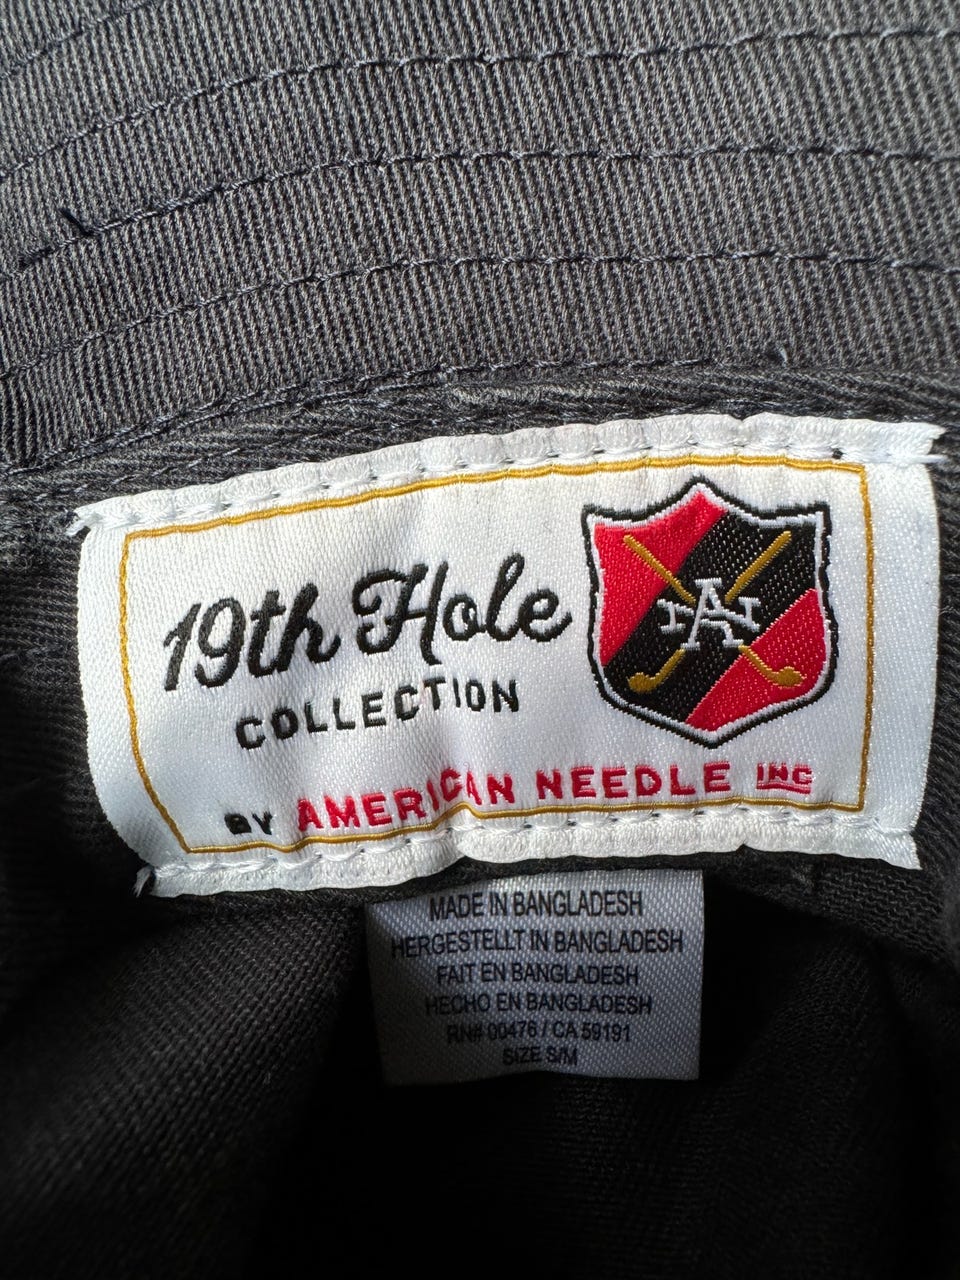 19th Hole
COLLECTION
BY AMERICAN NEEDLE INC
MADE IN BANGLADESH
HERGESTELLT IN BANGLADESH
FAIT EN BANGLADESH
HECHO EN BANGLADESH
RN# 00476 / CA 59191
SIZE S/M